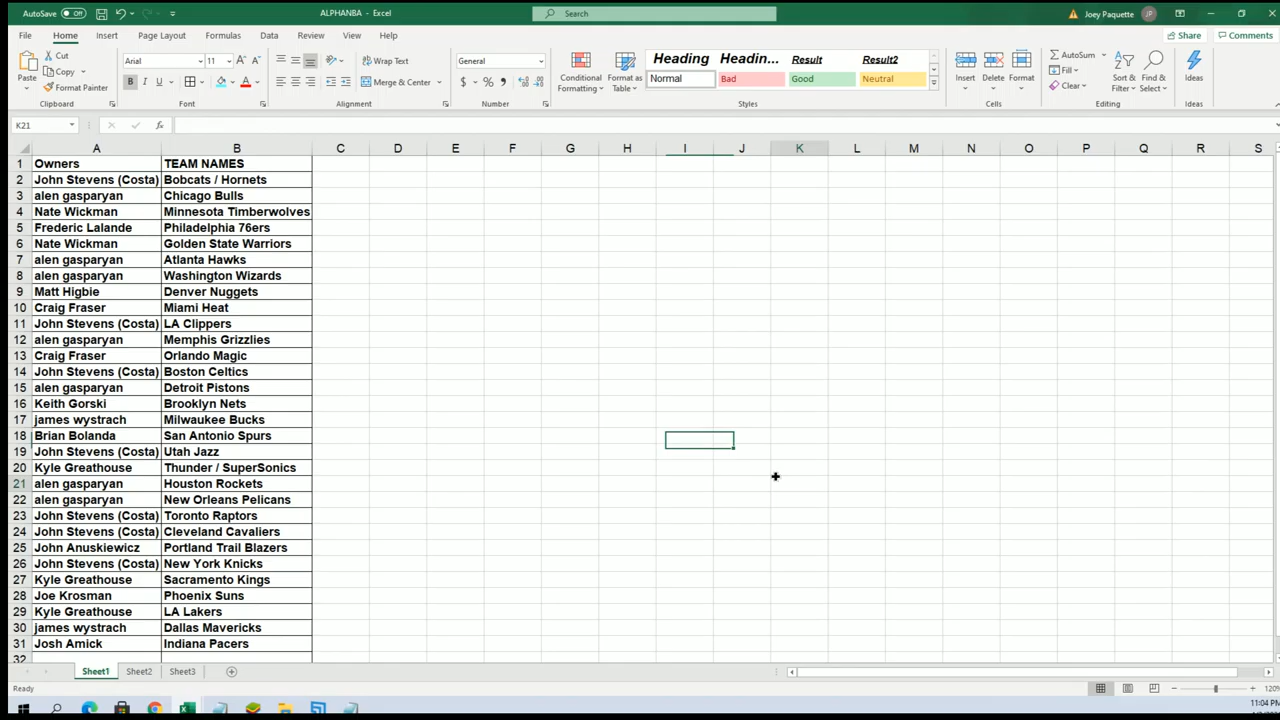 AutoSave Off
ALPHANBA - Excel
Search
Joey Paquette JP
File Home Insert Page Layout Formulas Data Review View Help
Share Comments
Paste Cut Copy Format Painter
Clipboard
Arial 11
B I U
Font
Wrap Text
Merge & Center
Alignment
General
$ %
Number
Conditional Formatting
Format as Table
Heading Headin... Result Result2
Normal Bad Good Neutral
Styles
Insert Delete Format
Cells
AutoSum
Fill
Clear
Sort & Filter
Find & Select
Editing
Ideas
Ideas
K21 fx
A B C D E F G H I J K L M N O P Q R S
1 Owners TEAM NAMES
2 John Stevens (Costa) Bobcats / Hornets
3 alen gasparyan Chicago Bulls
4 Nate Wickman Minnesota Timberwolves
5 Frederic Lalande Philadelphia 76ers
6 Nate Wickman Golden State Warriors
7 alen gasparyan Atlanta Hawks
8 alen gasparyan Washington Wizards
9 Matt Higbie Denver Nuggets
10 Craig Fraser Miami Heat
11 John Stevens (Costa) LA Clippers
12 alen gasparyan Memphis Grizzlies
13 Craig Fraser Orlando Magic
14 John Stevens (Costa) Boston Celtics
15 alen gasparyan Detroit Pistons
16 Keith Gorski Brooklyn Nets
17 james wystrach Milwaukee Bucks
18 Brian Bolanda San Antonio Spurs
19 John Stevens (Costa) Utah Jazz
20 Kyle Greathouse Thunder / SuperSonics
21 alen gasparyan Houston Rockets
22 alen gasparyan New Orleans Pelicans
23 John Stevens (Costa) Toronto Raptors
24 John Stevens (Costa) Cleveland Cavaliers
25 John Anuskiewicz Portland Trail Blazers
26 John Stevens (Costa) New York Knicks
27 Kyle Greathouse Sacramento Kings
28 Joe Krosman Phoenix Suns
29 Kyle Greathouse LA Lakers
30 james wystrach Dallas Mavericks
31 Josh Amick Indiana Pacers
32
Sheet1 Sheet2 Sheet3
Ready
120%
11:04 PM